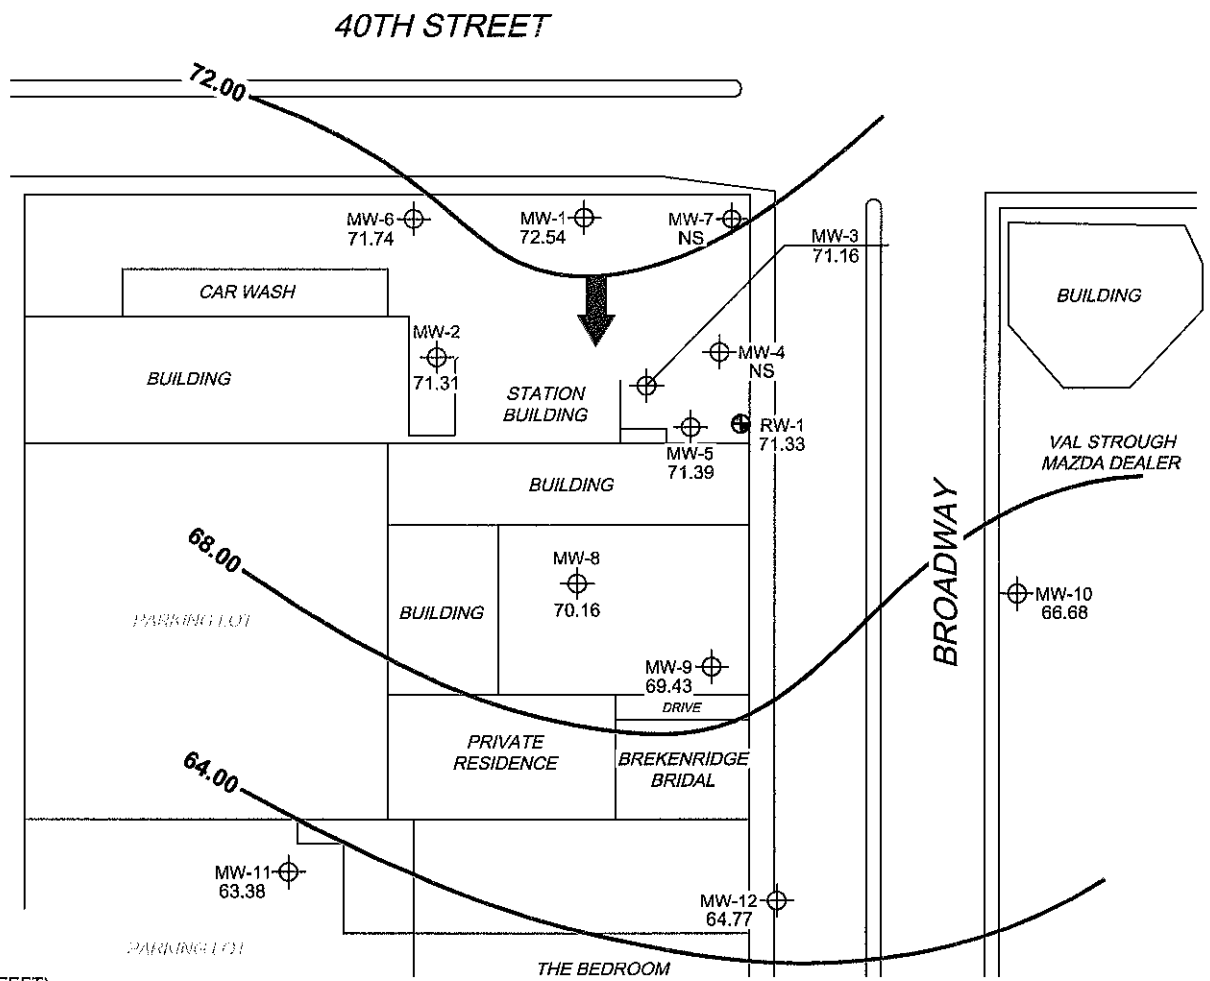 40TH STREET
72.00
MW-6
71.74
MW-1
72.54
MW-7
NS
MW-3
71.16
CAR WASH
BUILDING
MW-2
71.31
BUILDING
STATION
BUILDING
MW-4
NS
RW-1
71.33
MW-5
71.39
VAL STROUGH
MAZDA DEALER
BUILDING
BROADWAY
68.00
MW-8
70.16
BUILDING
PARKING LOT
MW-10
66.68
MW-9
69.43
DRIVE
PRIVATE
RESIDENCE
BREKENRIDGE
BRIDAL
64.00
MW-11
63.38
MW-12
64.77
PARKING LOT
THE BEDROOM